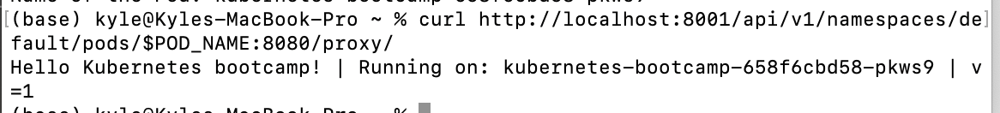 [(base) kyle@Kyles-MacBook-Pro ~ % curl http://localhost:8001/api/v1/namespaces/de]
fault/pods/$POD_NAME:8080/proxy/
Hello Kubernetes bootcamp! | Running on: kubernetes-bootcamp-658f6cbd58-pkws9 | v
=1
(base) kyle@Kyles-MacBook-Pro ~ %